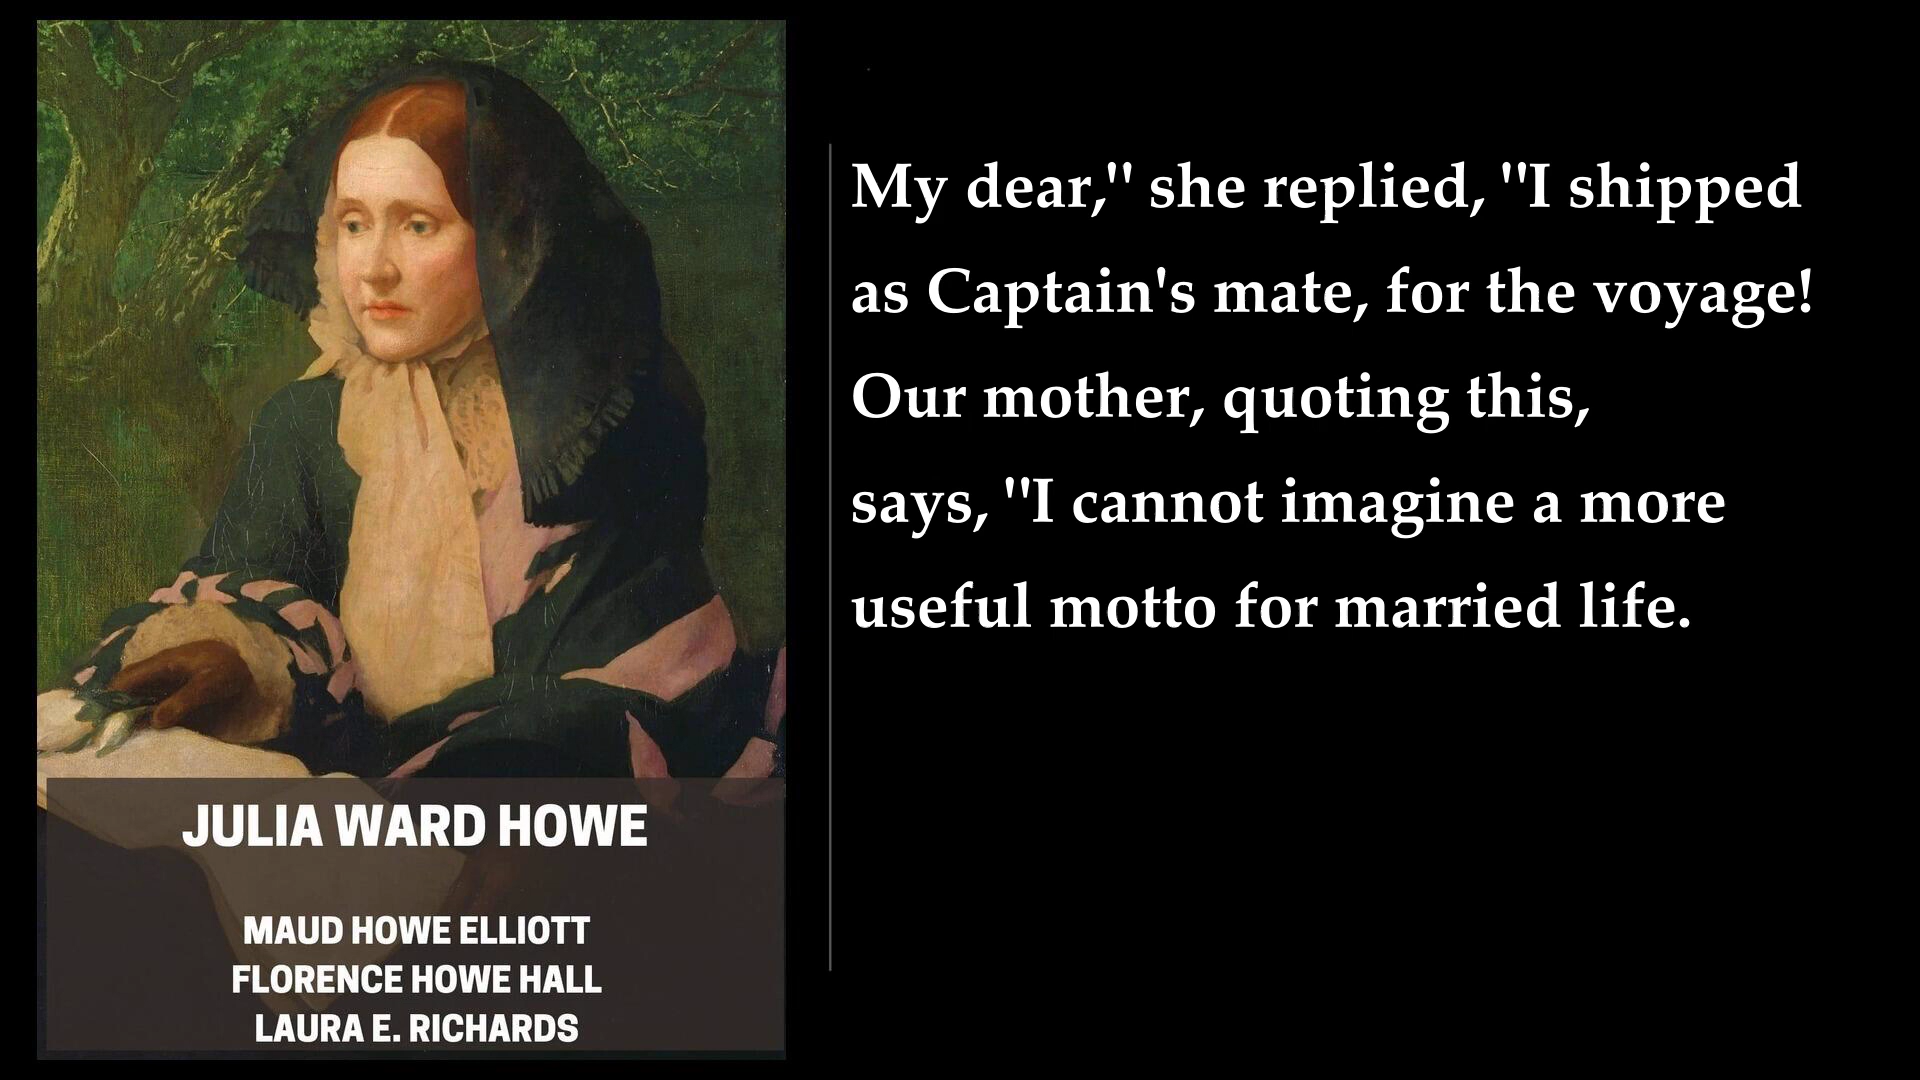 My dear," she replied, "I shipped
as Captain's mate, for the voyage!
Our mother, quoting this,
says, "I cannot imagine a more
useful motto for married life.
JULIA WARD HOWE
MAUD HOWE ELLIOTT
FLORENCE HOWE HALL
LAURA E. RICHARDS